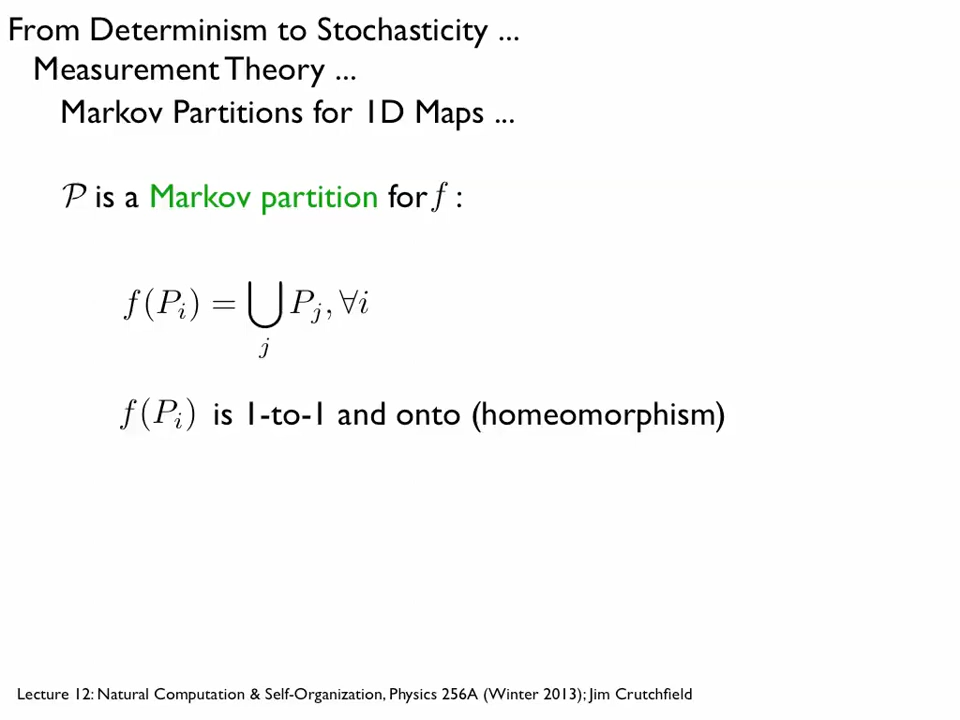 From Determinism to Stochasticity ...
Measurement Theory ...
Markov Partitions for 1D Maps ...
𝒫 is a Markov partition for f :
f(P_i) = ⋃_j P_j, ∀i
f(P_i) is 1-to-1 and onto (homeomorphism)
Lecture 12: Natural Computation & Self-Organization, Physics 256A (Winter 2013); Jim Crutchfield